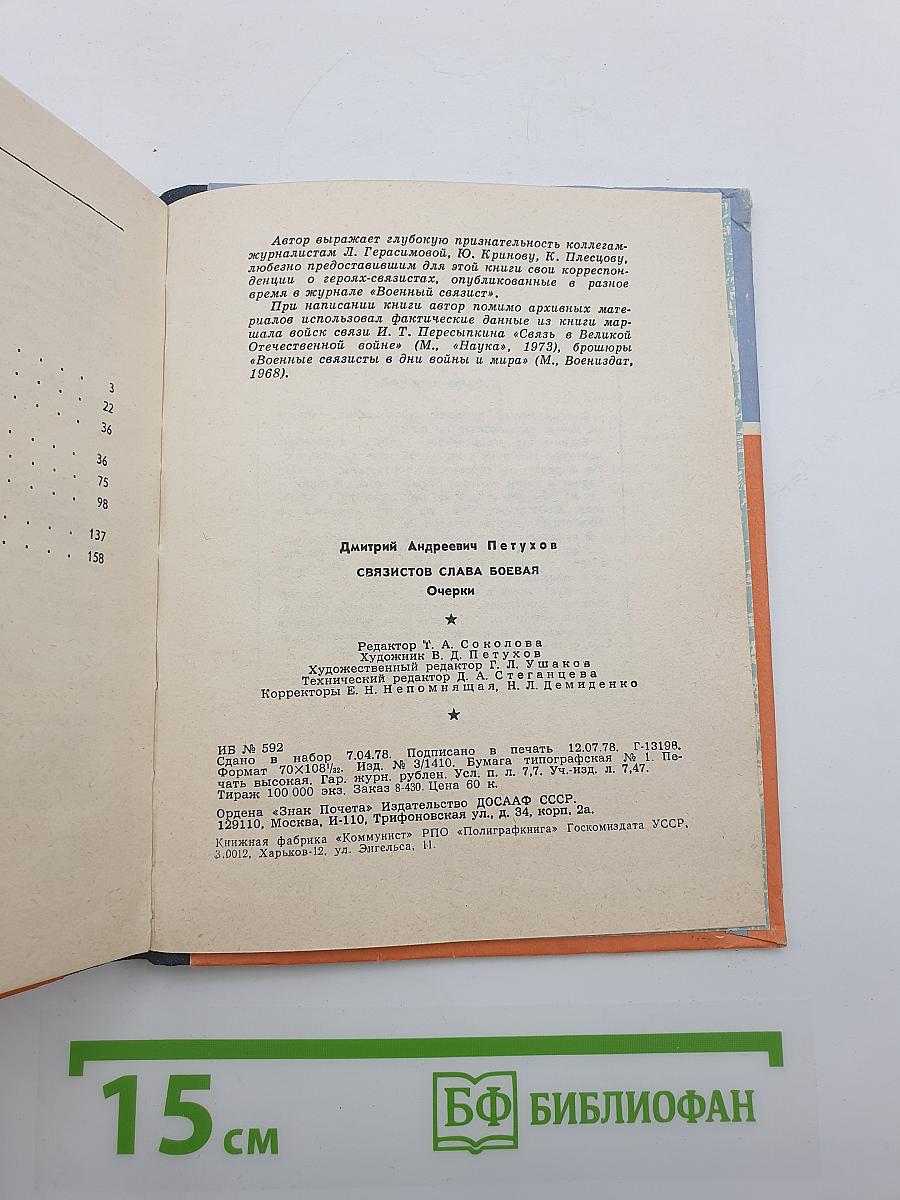 3
22
36
36
75
98
137
158
Автор выражает глубокую признательность коллегам-
журналистам Л. Герасимовой, Ю. Кринову, К. Плесцову,
любезно предоставившим для этой книги свои корреспон-
денции о героях-связистах, опубликованные в разное
время в журнале «Военный связист».
При написании книги автор помимо архивных мате-
риалов использовал фактические данные из книги мар-
шала войск связи И. Т. Пересыпкина «Связь в Великой
Отечественной войне» (М., «Наука», 1973), брошюры
«Военные связисты в дни войны и мира» (М., Воениздат,
1968).
Дмитрий Андреевич Петухов
СВЯЗИСТОВ СЛАВА БОЕВАЯ
Очерки
Редактор Т. А. Соколова
Художник В. Д. Петухов
Художественный редактор Г. Л. Ушаков
Технический редактор Д. А. Стеганцева
Корректоры Е. Н. Непомнящая, Н. Л. Демиденко
ИБ № 592
Сдано в набор 7.04.78. Подписано в печать 12.07.78. Г-13198.
Формат 70×108¹/₃₂. Изд. № 3/1410. Бумага типографская № 1. Пе-
чать высокая. Гар. журн. рублен. Усл. п. л. 7,7. Уч.-изд. л. 7,47.
Тираж 100 000 экз. Заказ 8-430. Цена 60 к.
Ордена «Знак Почета» Издательство ДОСААФ СССР.
129110, Москва, И-110, Трифоновская ул., д. 34, корп. 2а.
Книжная фабрика «Коммунист» РПО «Полиграфкнига» Госкомиздата УССР,
3.0012, Харьков-12, ул. Энгельса, 11.
15 см
БФ БИБЛИОФАН